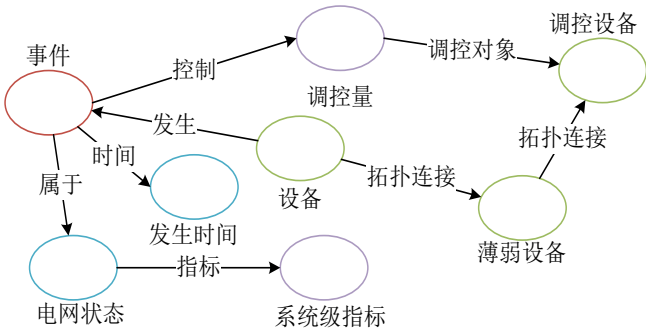 调控设备
事件
控制
调控对象
调控量
发生
时间
拓扑连接
属于
拓扑连接
设备
发生时间
薄弱设备
指标
电网状态
系统级指标